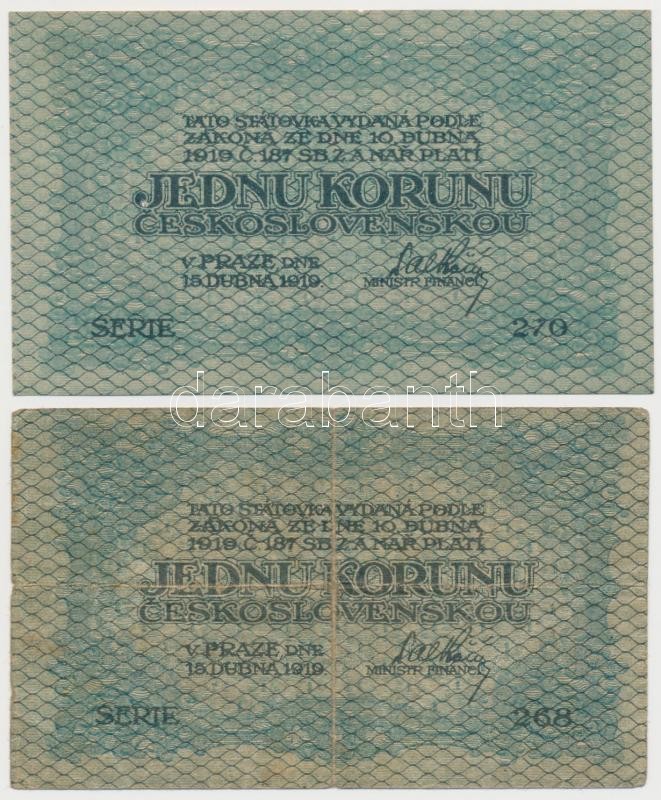 TATO STÁTOVKA VYDANÁ PODLE
ZÁKONA ZE DNE 10. DUBNA
1919 Č. 187 SB. Z. A NAŘ. PLATÍ
JEDNU KORUNU
ČESKOSLOVENSKOU
V PRAZE DNE
15. DUBNA 1919.
MINISTR FINANCÍ
SERIE 270
darabanth
TATO STÁTOVKA VYDANÁ PODLE
ZÁKONA ZE DNE 10. DUBNA
1919 Č. 187 SB. Z. A NAŘ. PLATÍ
JEDNU KORUNU
ČESKOSLOVENSKOU
V PRAZE DNE
15. DUBNA 1919.
MINISTR FINANCÍ
SERIE 268